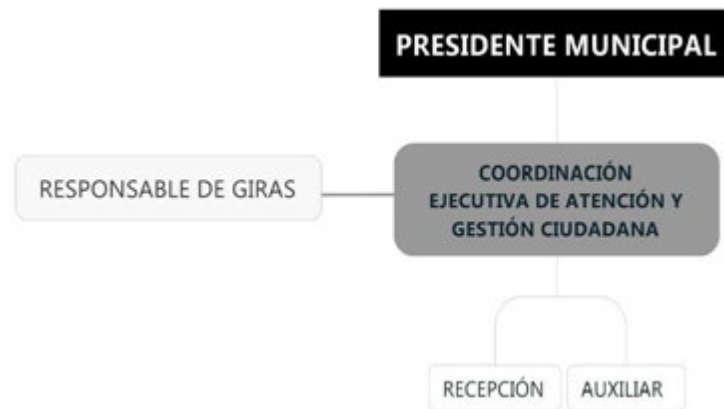 PRESIDENTE MUNICIPAL
RESPONSABLE DE GIRAS
COORDINACIÓN
EJECUTIVA DE ATENCIÓN Y
GESTIÓN CIUDADANA
RECEPCIÓN
AUXILIAR